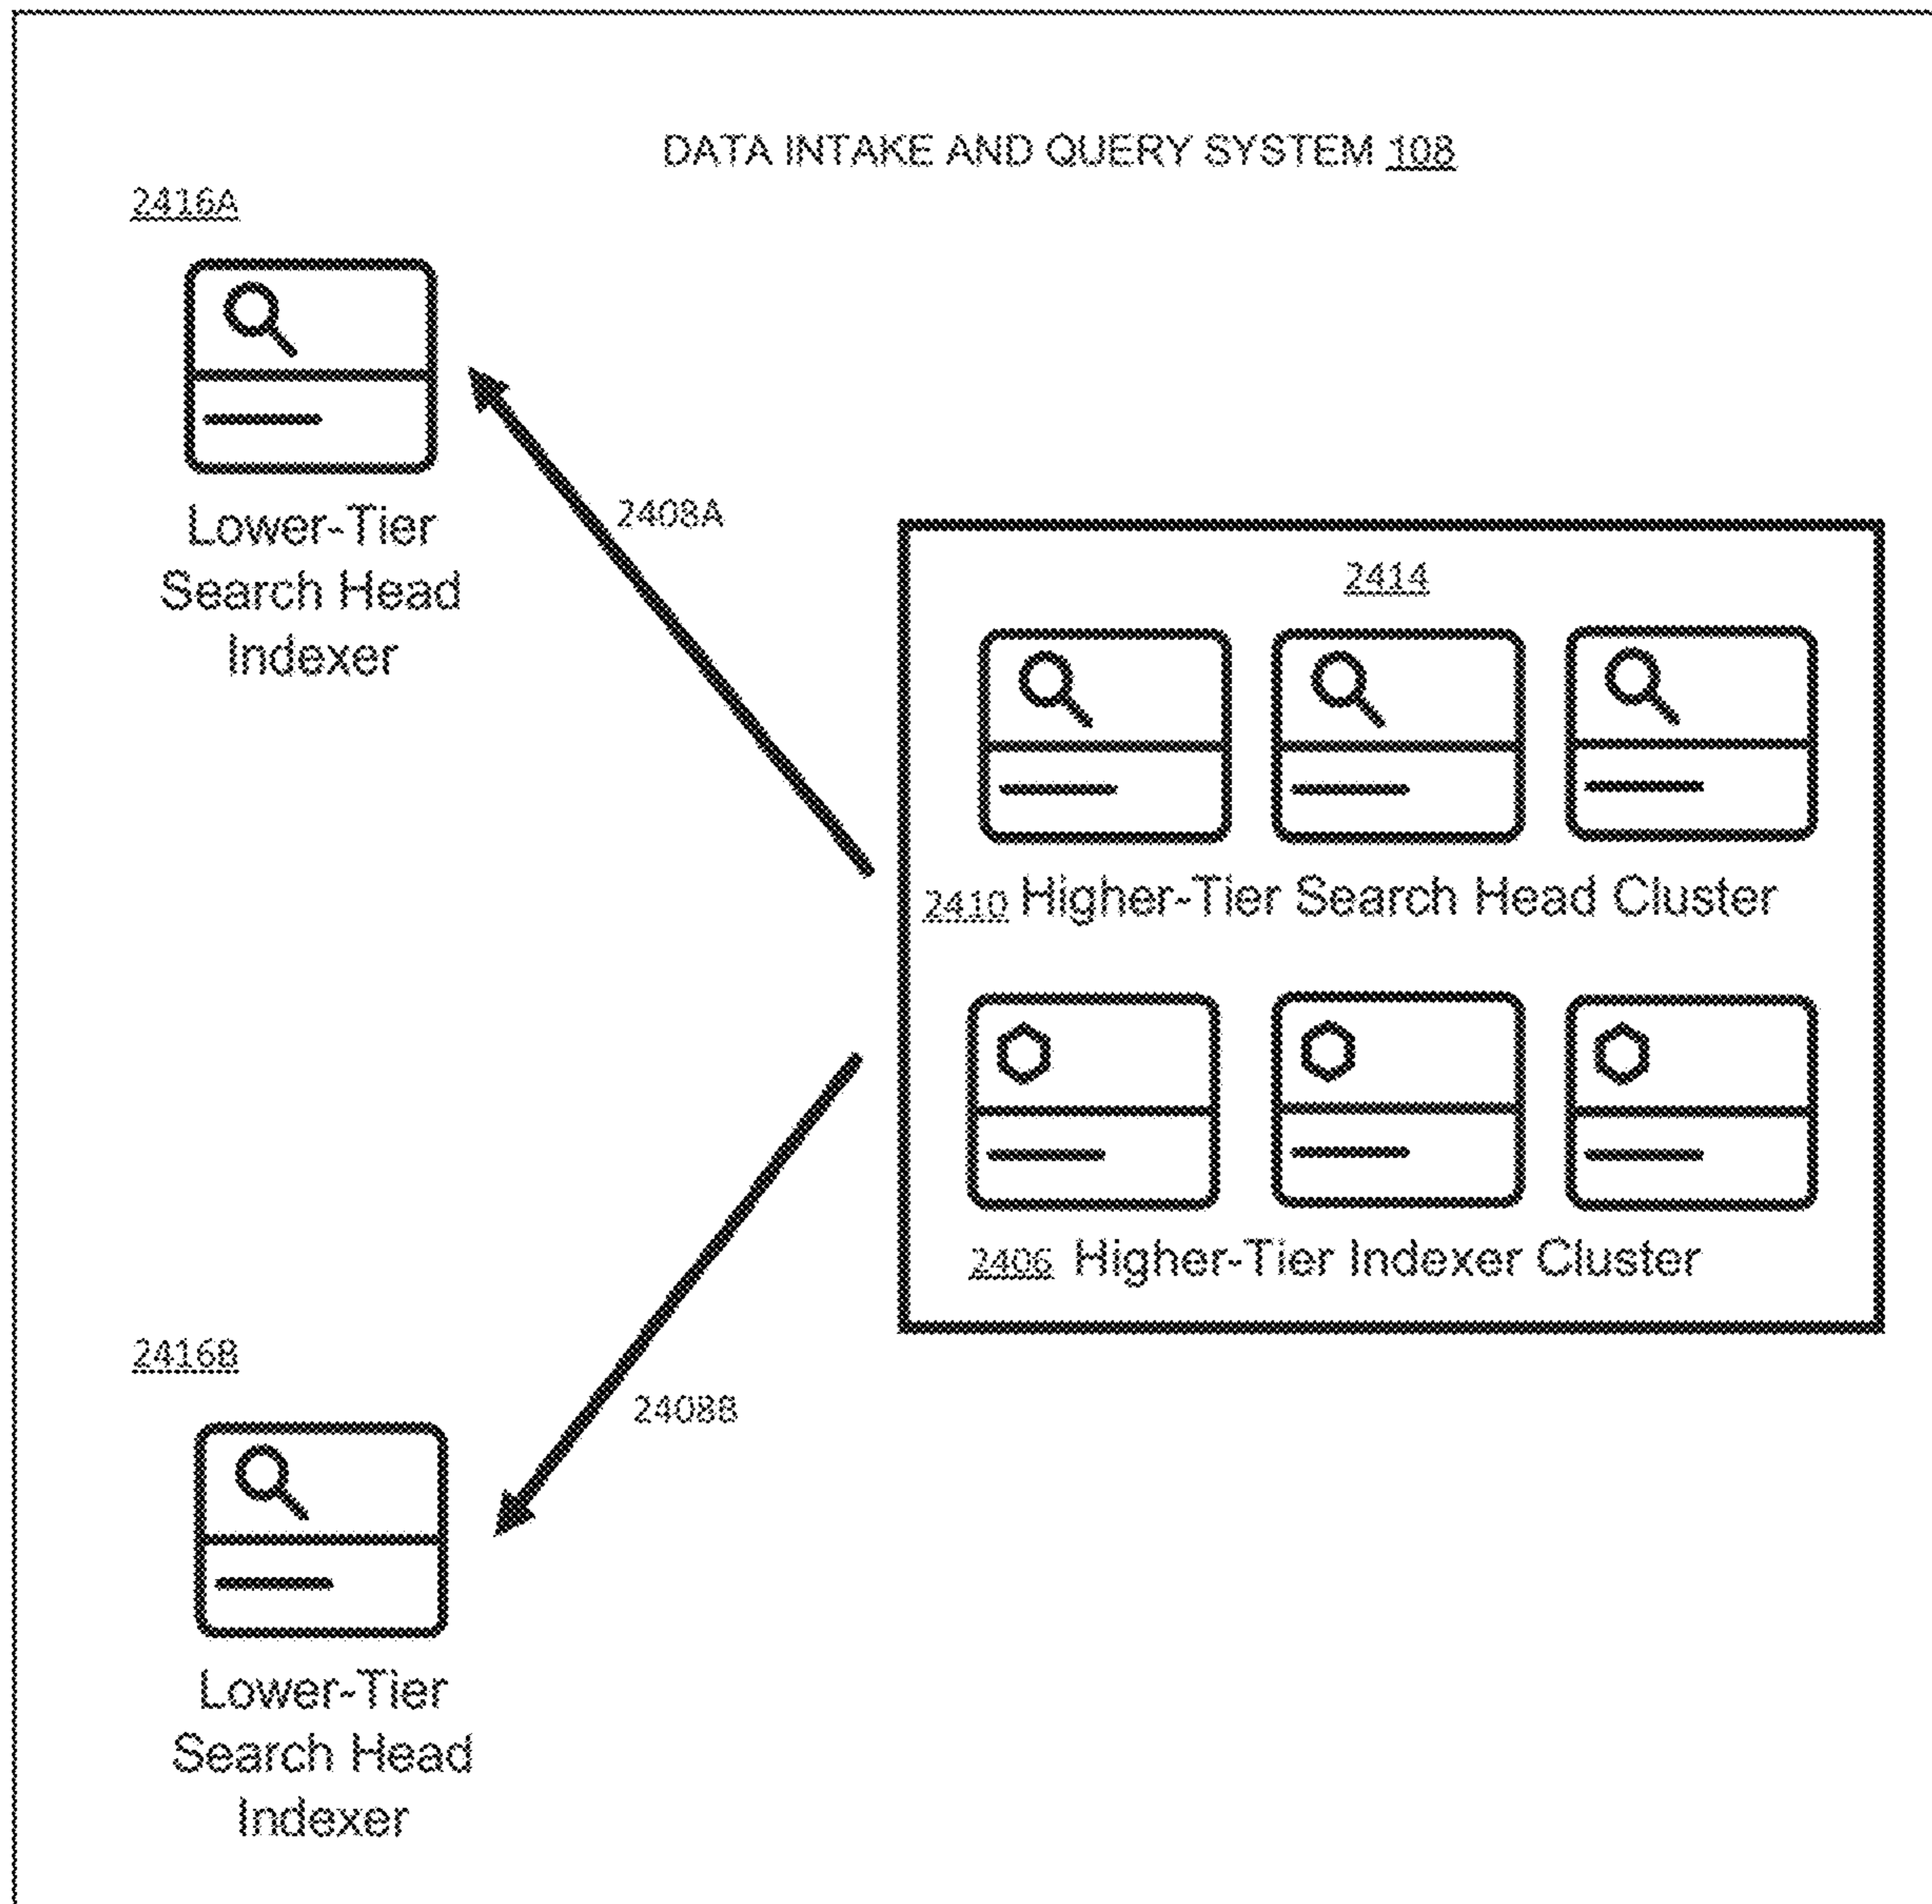 DATA INTAKE AND QUERY SYSTEM 108
2416A
Lower-Tier
Search Head
Indexer
2408A
2414
2410 Higher-Tier Search Head Cluster
2406 Higher-Tier Indexer Cluster
2416B
2408B
Lower-Tier
Search Head
Indexer